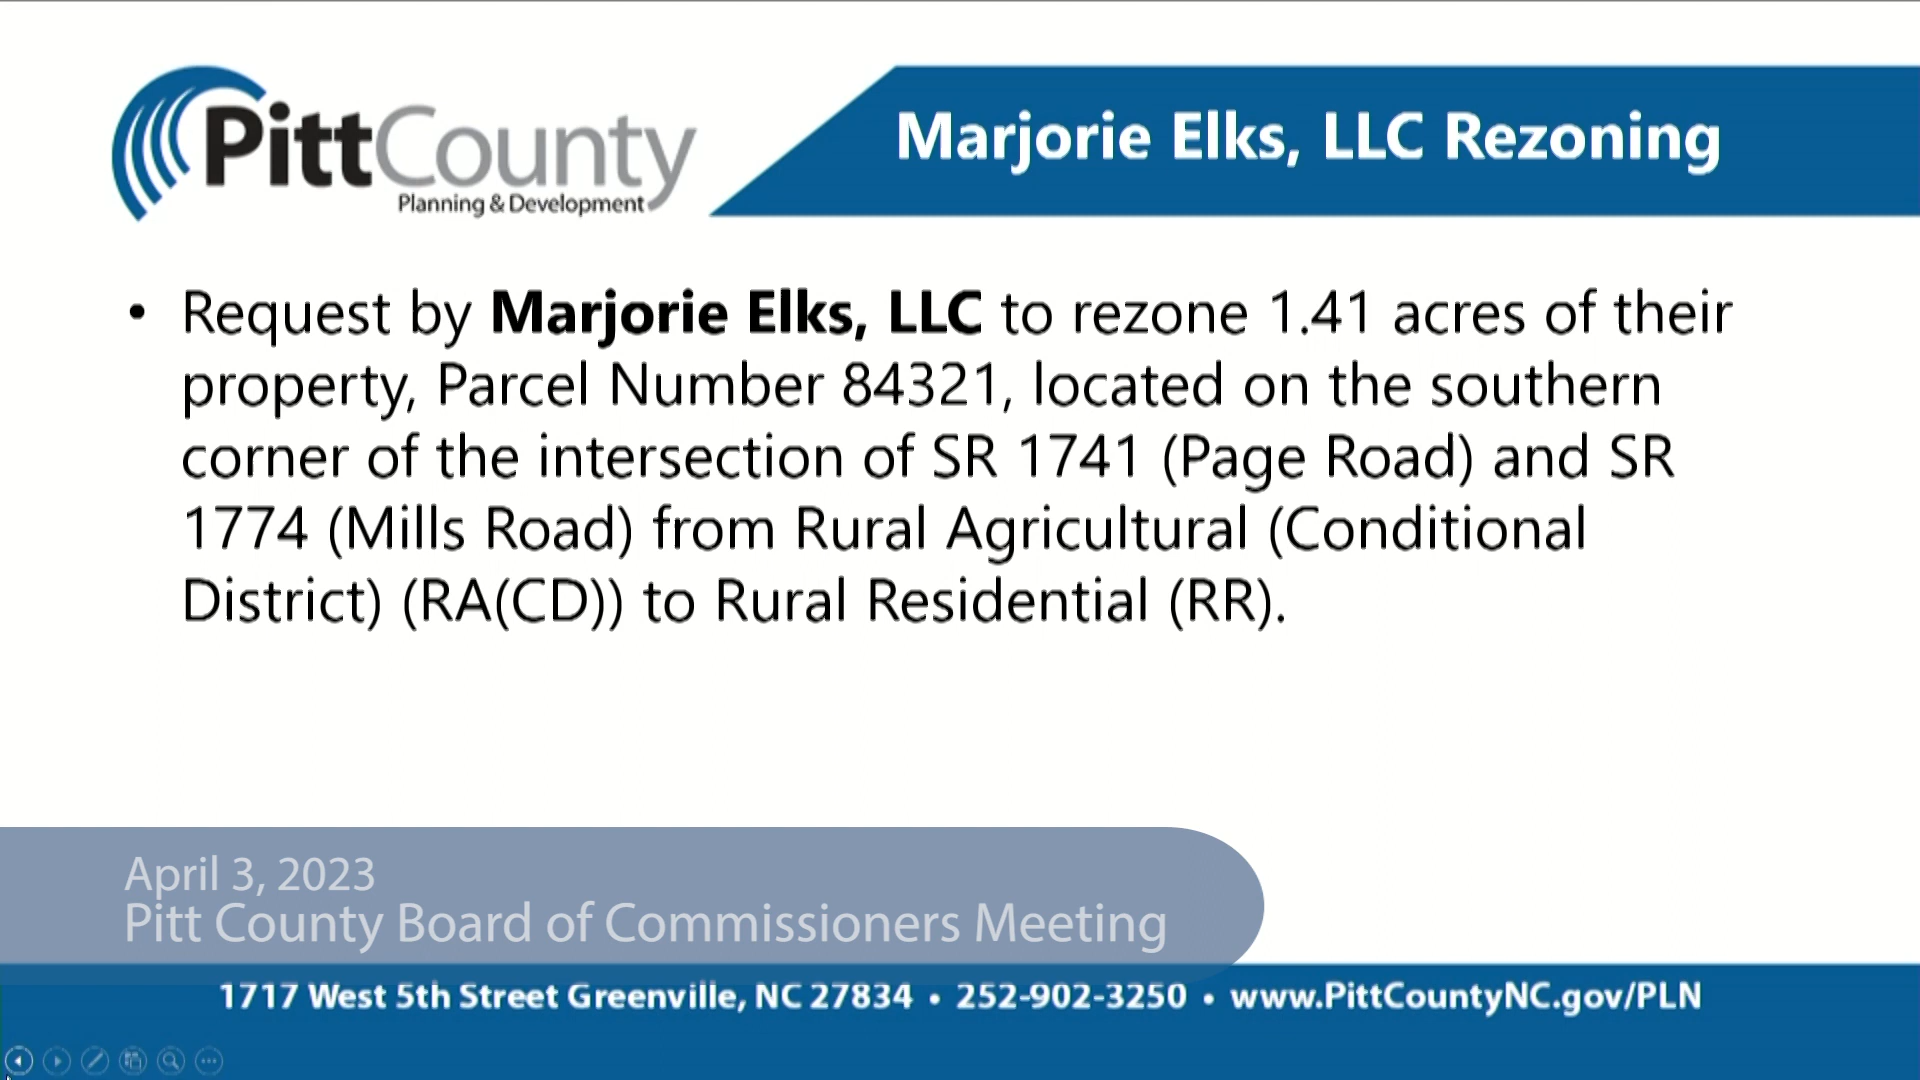 PittCounty
Planning & Development
Marjorie Elks, LLC Rezoning
• Request by Marjorie Elks, LLC to rezone 1.41 acres of their
property, Parcel Number 84321, located on the southern
corner of the intersection of SR 1741 (Page Road) and SR
1774 (Mills Road) from Rural Agricultural (Conditional
District) (RA(CD)) to Rural Residential (RR).
April 3, 2023
Pitt County Board of Commissioners Meeting
1717 West 5th Street Greenville, NC 27834 • 252-902-3250 • www.PittCountyNC.gov/PLN